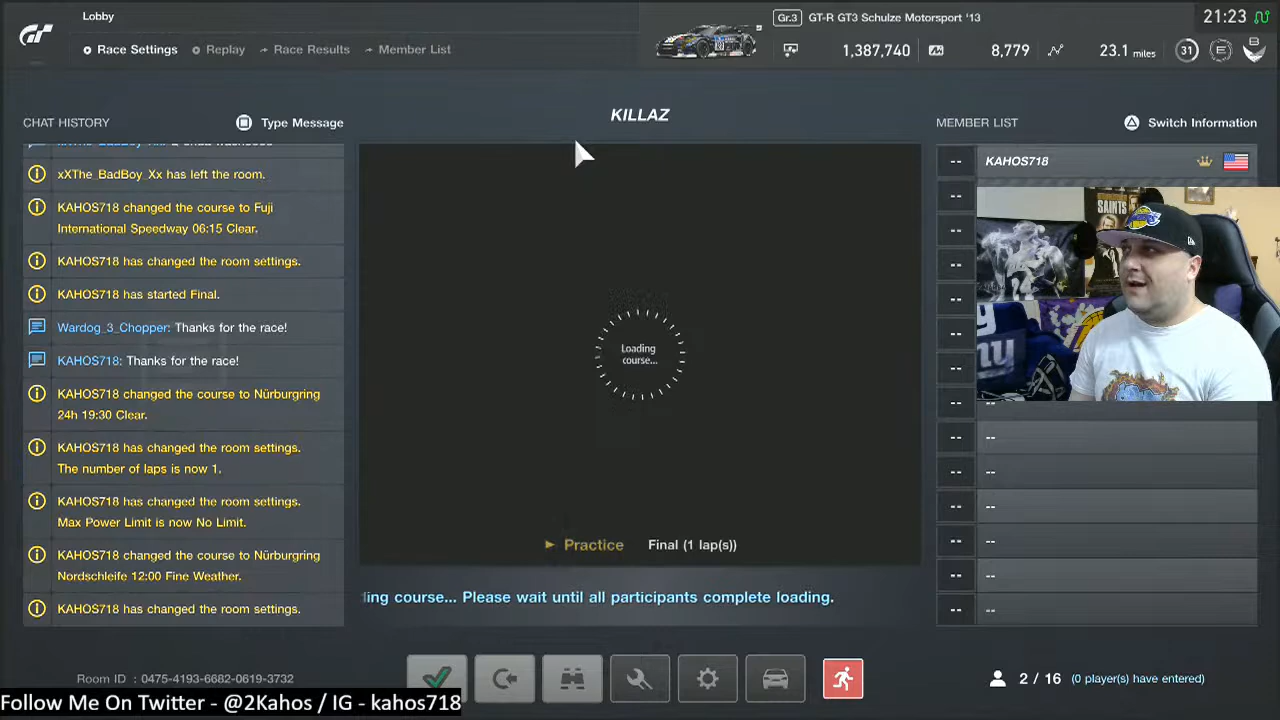 Lobby
Gr.3 GT-R GT3 Schulze Motorsport '13
21:23
Race Settings Replay Race Results Member List
1,387,740 8,779 23.1 miles 31 E B
KILLAZ
CHAT HISTORY Type Message
MEMBER LIST Switch Information
xXThe_BadBoy_Xx has left the room.
KAHOS718 changed the course to Fuji
International Speedway 06:15 Clear.
KAHOS718 has changed the room settings.
KAHOS718 has started Final.
Wardog_3_Chopper: Thanks for the race!
KAHOS718: Thanks for the race!
KAHOS718 changed the course to Nürburgring
24h 19:30 Clear.
KAHOS718 has changed the room settings.
The number of laps is now 1.
KAHOS718 has changed the room settings.
Max Power Limit is now No Limit.
KAHOS718 changed the course to Nürburgring
Nordschleife 12:00 Fine Weather.
KAHOS718 has changed the room settings.
Loading
course...
Practice Final (1 lap(s))
ding course... Please wait until all participants complete loading.
-- KAHOS718
--
--
--
--
--
--
-- --
-- --
-- --
-- --
-- --
-- --
-- --
SAINTS
Room ID : 0475-4193-6682-0619-3732
2 / 16 (0 player(s) have entered)
Follow Me On Twitter - @2Kahos / IG - kahos718